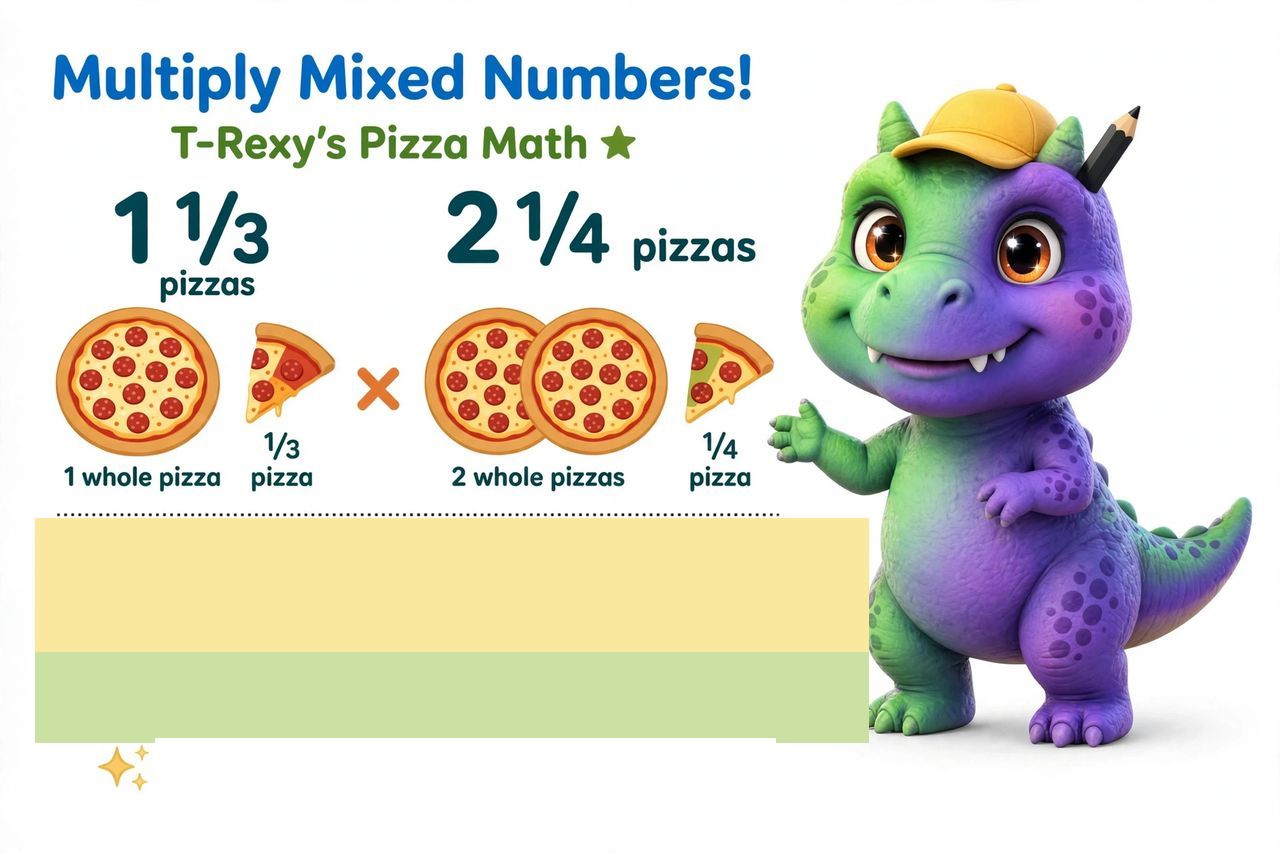 Multiply Mixed Numbers!
T-Rexy's Pizza Math ★
1 1/3 2 1/4 pizzas
pizzas
×
1/3 1/4
1 whole pizza pizza 2 whole pizzas pizza